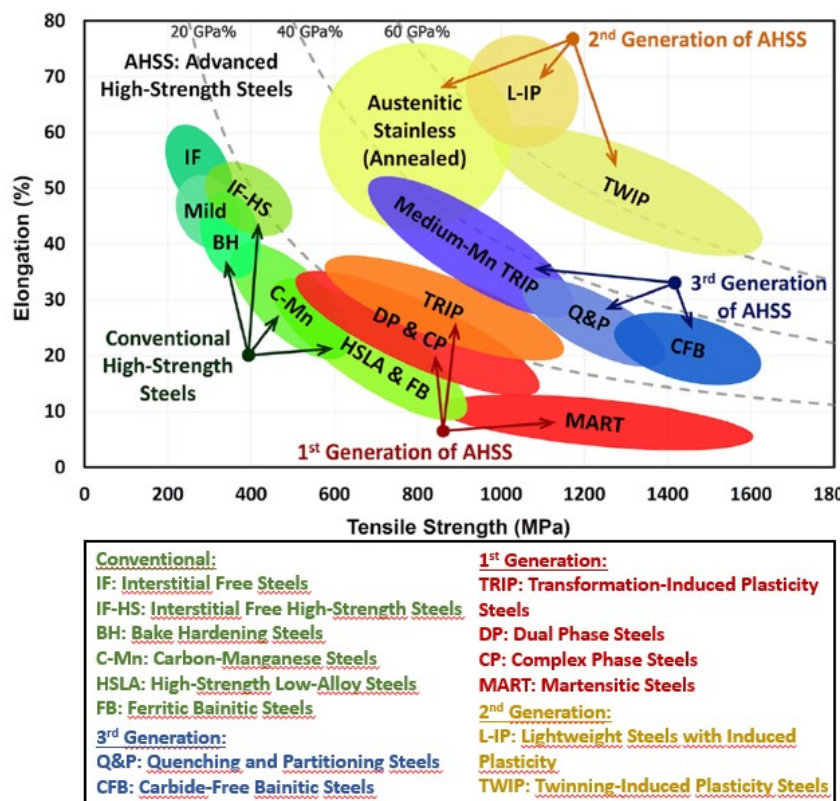 20 GPa%
40 GPa%
60 GPa%
AHSS: Advanced
High-Strength Steels
2nd Generation of AHSS
L-IP
Austenitic
Stainless
(Annealed)
TWIP
IF
IF-HS
Mild
BH
Medium-Mn TRIP
3rd Generation
of AHSS
Q&P
CFB
C-Mn
TRIP
DP & CP
HSLA & FB
Conventional
High-Strength
Steels
MART
1st Generation of AHSS
Elongation (%)
80
70
60
50
40
30
20
10
0
0 200 400 600 800 1000 1200 1400 1600 1800
Tensile Strength (MPa)
Conventional:
IF: Interstitial Free Steels
IF-HS: Interstitial Free High-Strength Steels
BH: Bake Hardening Steels
C-Mn: Carbon-Manganese Steels
HSLA: High-Strength Low-Alloy Steels
FB: Ferritic Bainitic Steels
3rd Generation:
Q&P: Quenching and Partitioning Steels
CFB: Carbide-Free Bainitic Steels
1st Generation:
TRIP: Transformation-Induced Plasticity
Steels
DP: Dual Phase Steels
CP: Complex Phase Steels
MART: Martensitic Steels
2nd Generation:
L-IP: Lightweight Steels with Induced
Plasticity
TWIP: Twinning-Induced Plasticity Steels